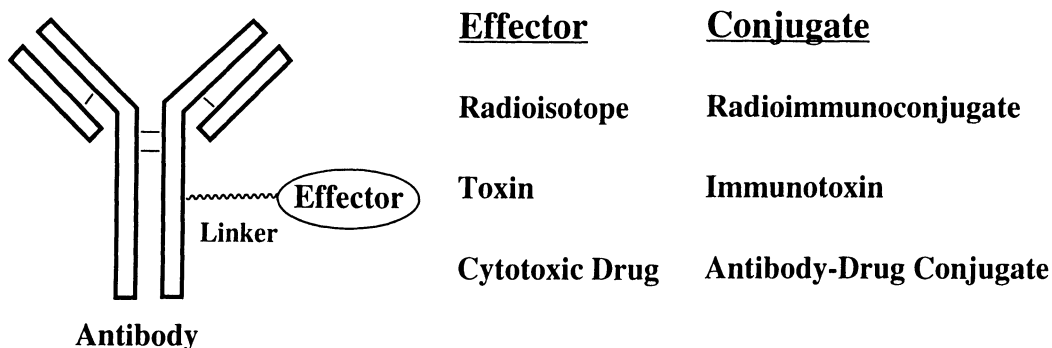 Effector Conjugate
Radioisotope Radioimmunoconjugate
Toxin Immunotoxin
Effector
Linker
Cytotoxic Drug Antibody-Drug Conjugate
Antibody